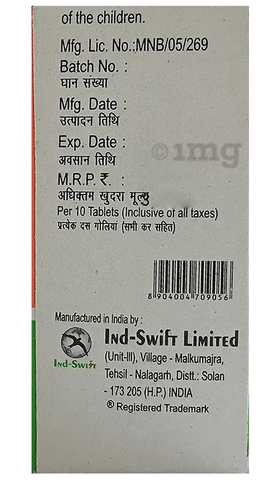 of the children.
Mfg. Lic. No.:MNB/05/269
Batch No. :
घान संख्या
Mfg. Date :
उत्पादन तिथि
Exp. Date :
अवसान तिथि
1mg
M.R.P. ₹. :
अधिकतम खुदरा मूल्य
Per 10 Tablets (Inclusive of all taxes)
प्रत्येक दस गोलियां (सभी कर सहित)
8 904004 709056
Manufactured in India by :
Ind-Swift Limited
(Unit-II), Village - Malkumajra,
Ind-Swift
Tehsil - Nalagarh, Distt.: Solan
- 173 205 (H.P.) INDIA
® Registered Trademark